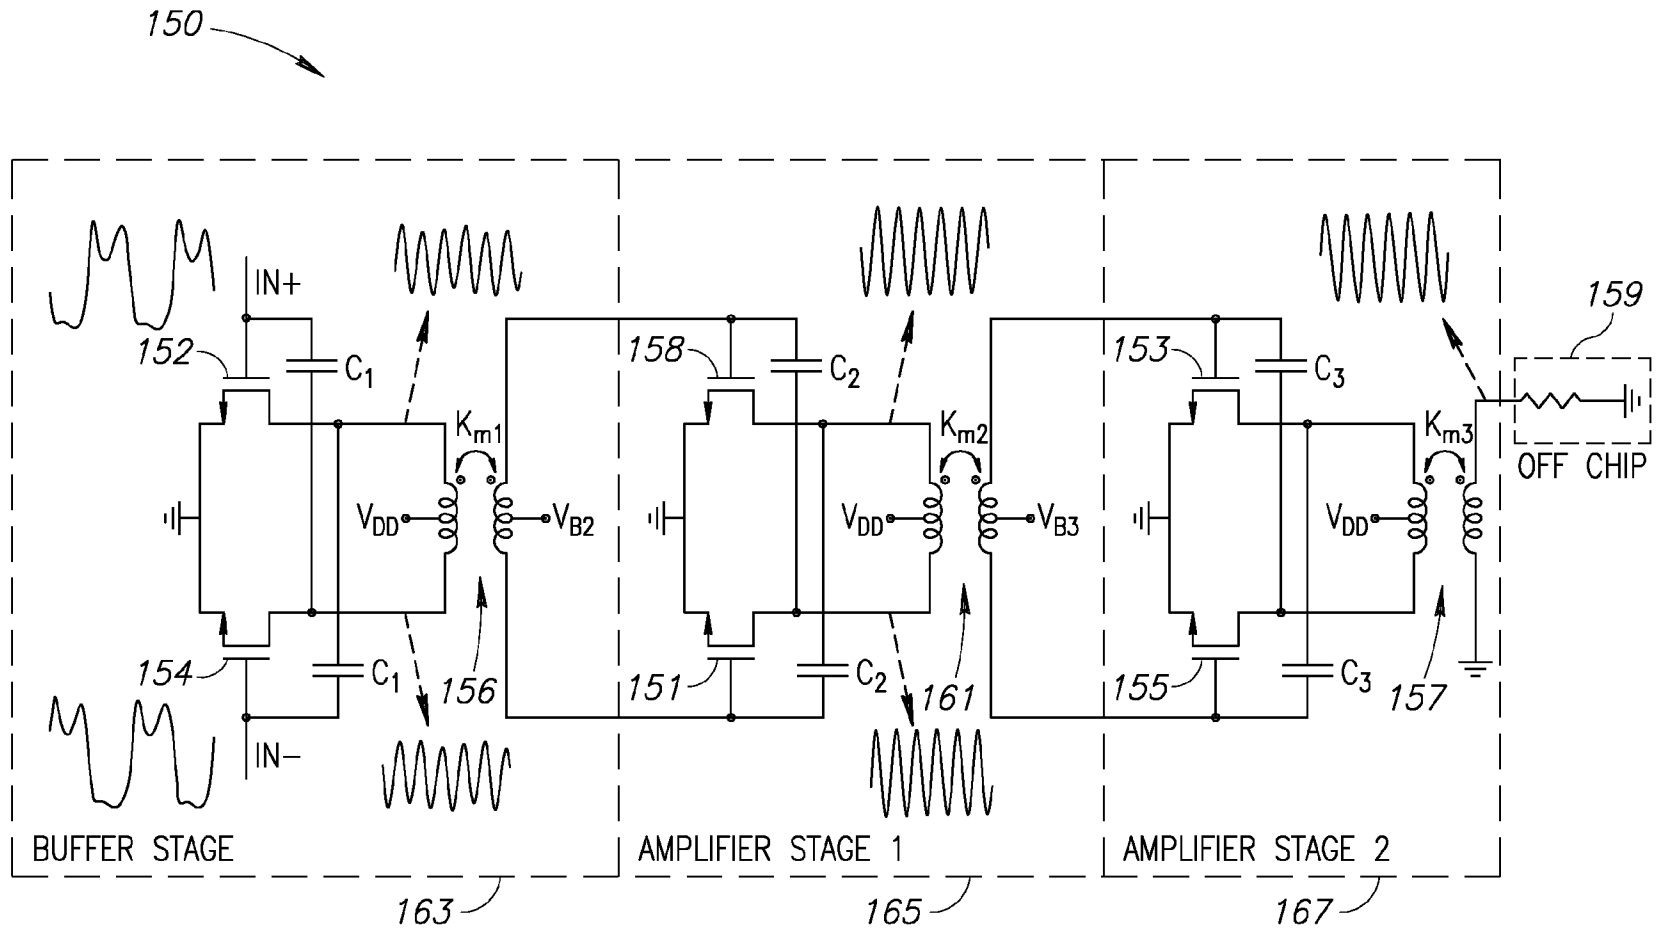 150
159
IN+
152
C1
158
C2
153
C3
Km1
Km2
Km3
OFF CHIP
VDD
VB2
VDD
VB3
VDD
154
C1
156
151
C2
161
155
C3
157
IN−
BUFFER STAGE
AMPLIFIER STAGE 1
AMPLIFIER STAGE 2
163
165
167